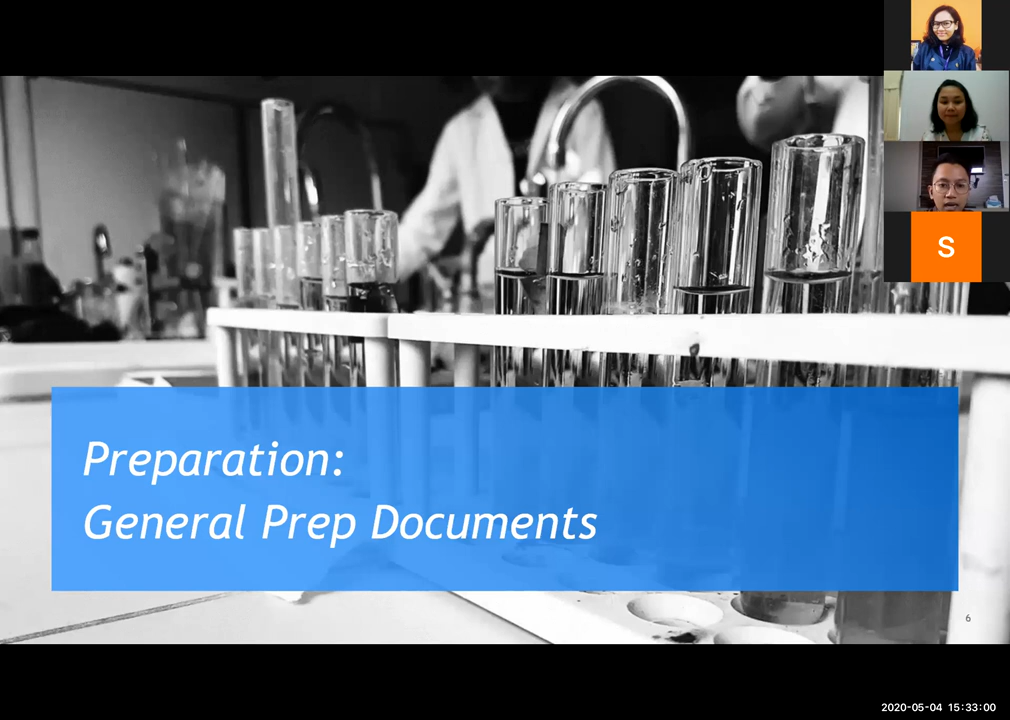 S
Preparation:
General Prep Documents
6
2020-05-04 15:33:00